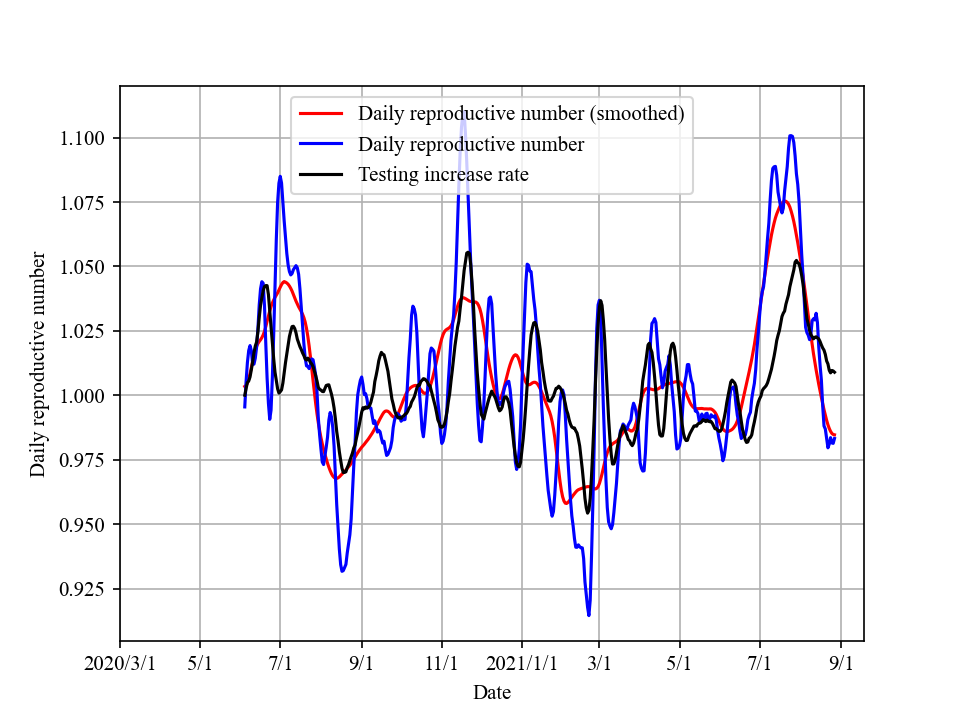 Daily reproductive number (smoothed)
Daily reproductive number
Testing increase rate
Daily reproductive number
1.100
1.075
1.050
1.025
1.000
0.975
0.950
0.925
2020/3/1 5/1 7/1 9/1 11/1 2021/1/1 3/1 5/1 7/1 9/1
Date